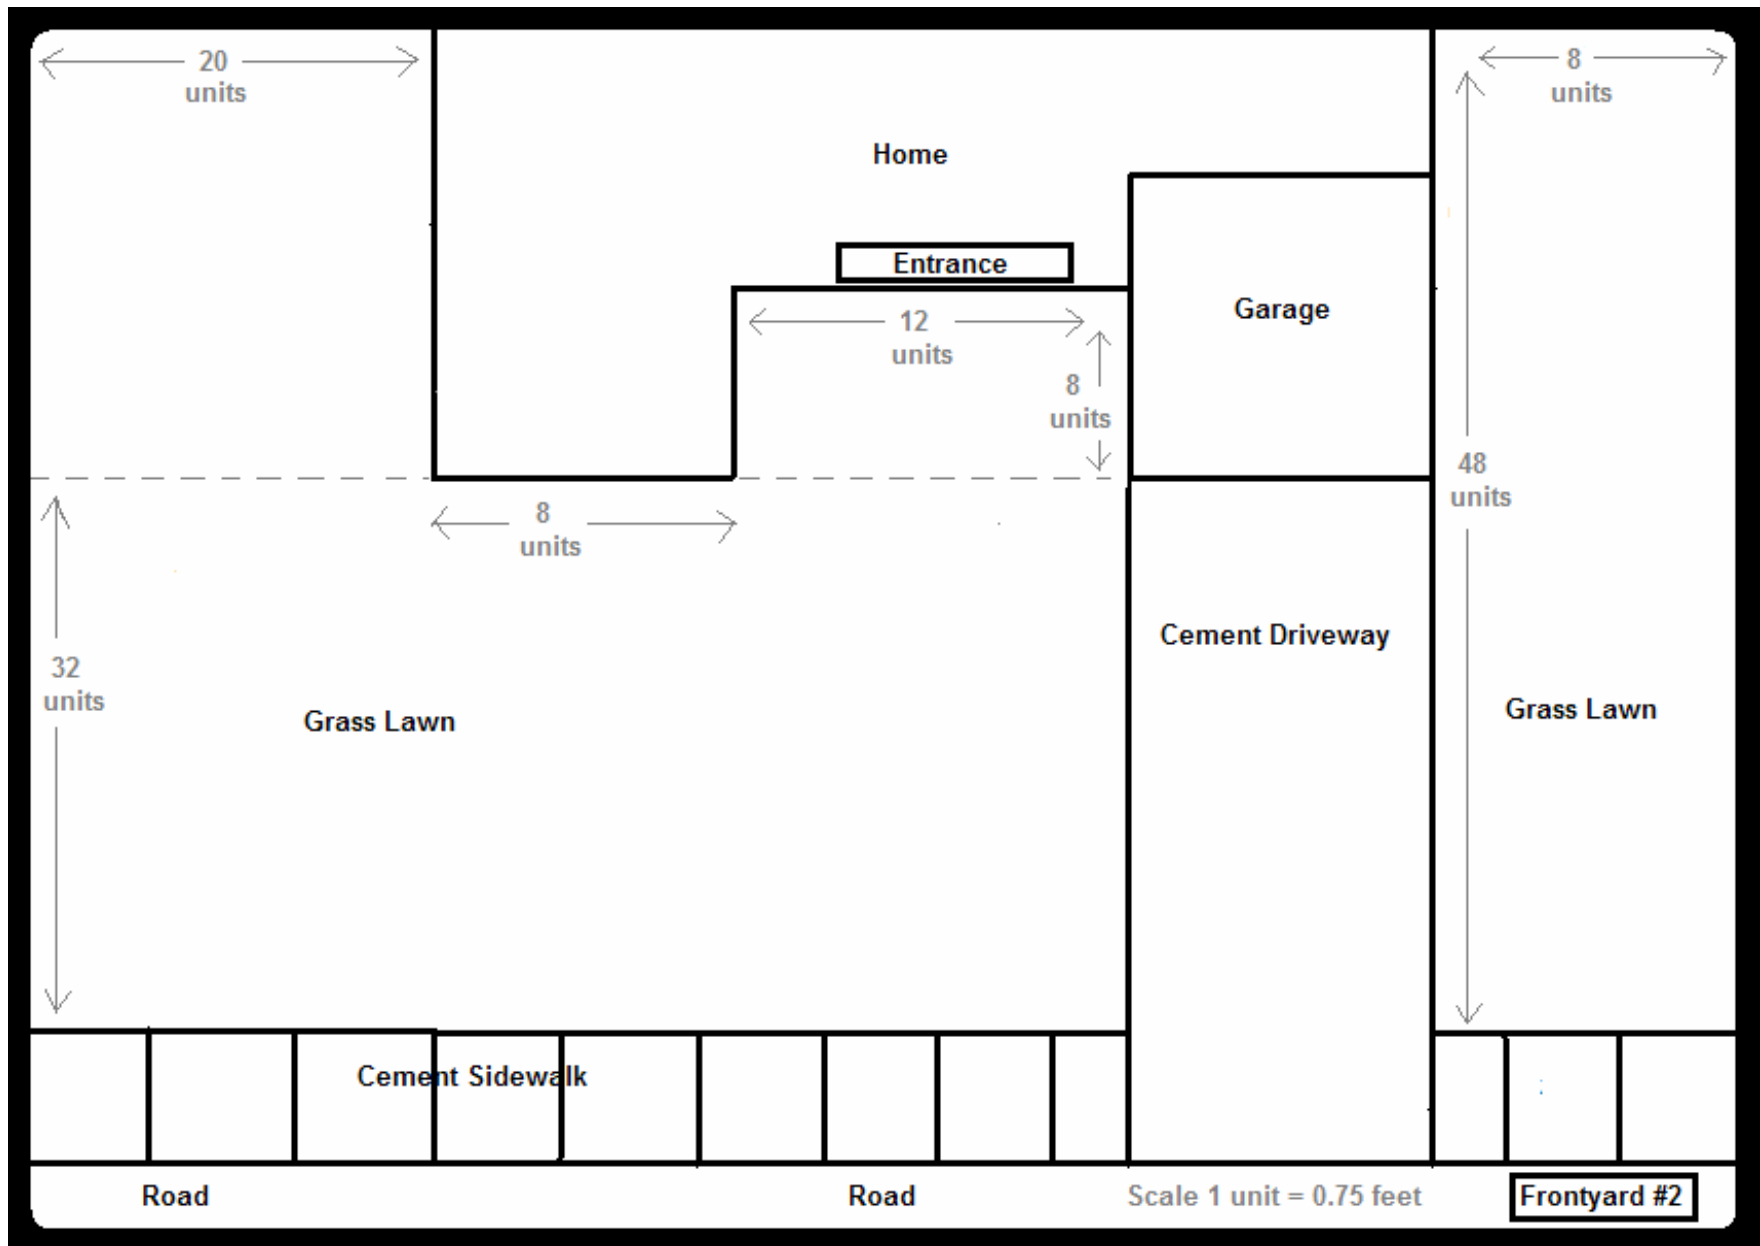 20
units
8
units
Home
Entrance
Garage
12
units
8
units
48
units
8
units
32
units
Cement Driveway
Grass Lawn
Grass Lawn
Cement Sidewalk
Road
Road
Scale 1 unit = 0.75 feet
Frontyard #2